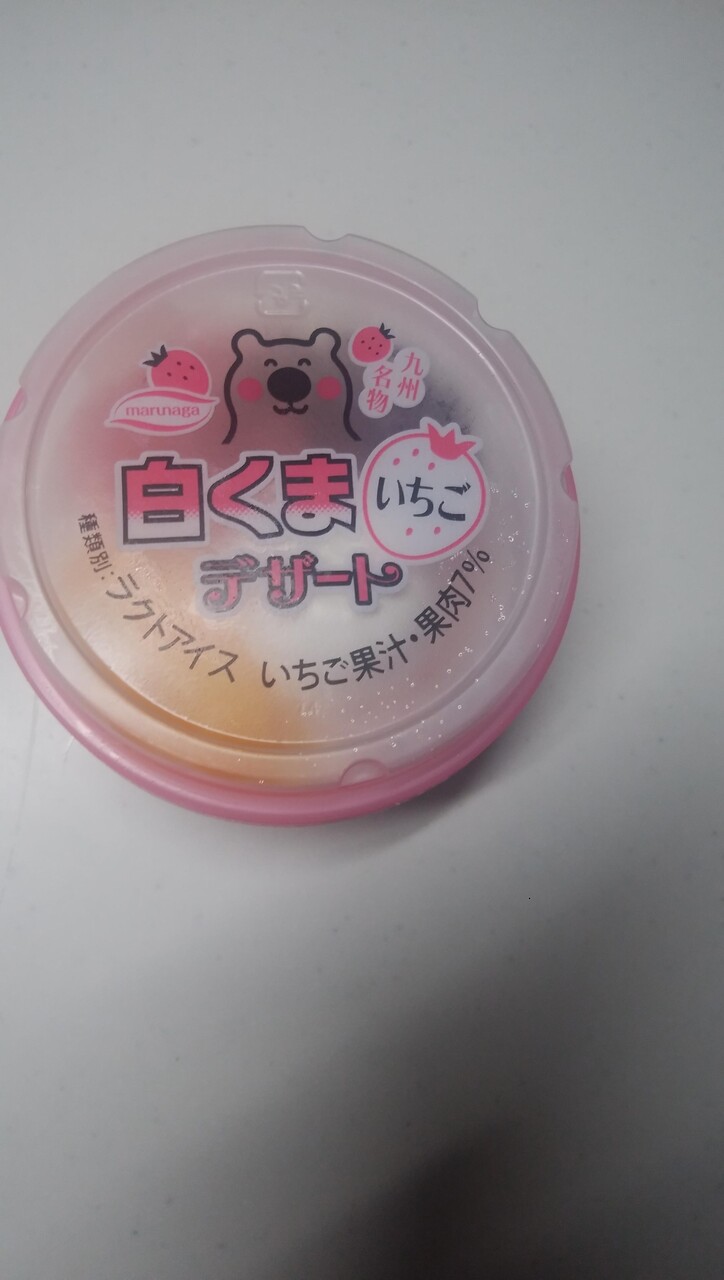 marunaga
九州
名物
白くま
いちご
デザート
種類別:ラクトアイス いちご果汁・果肉7%